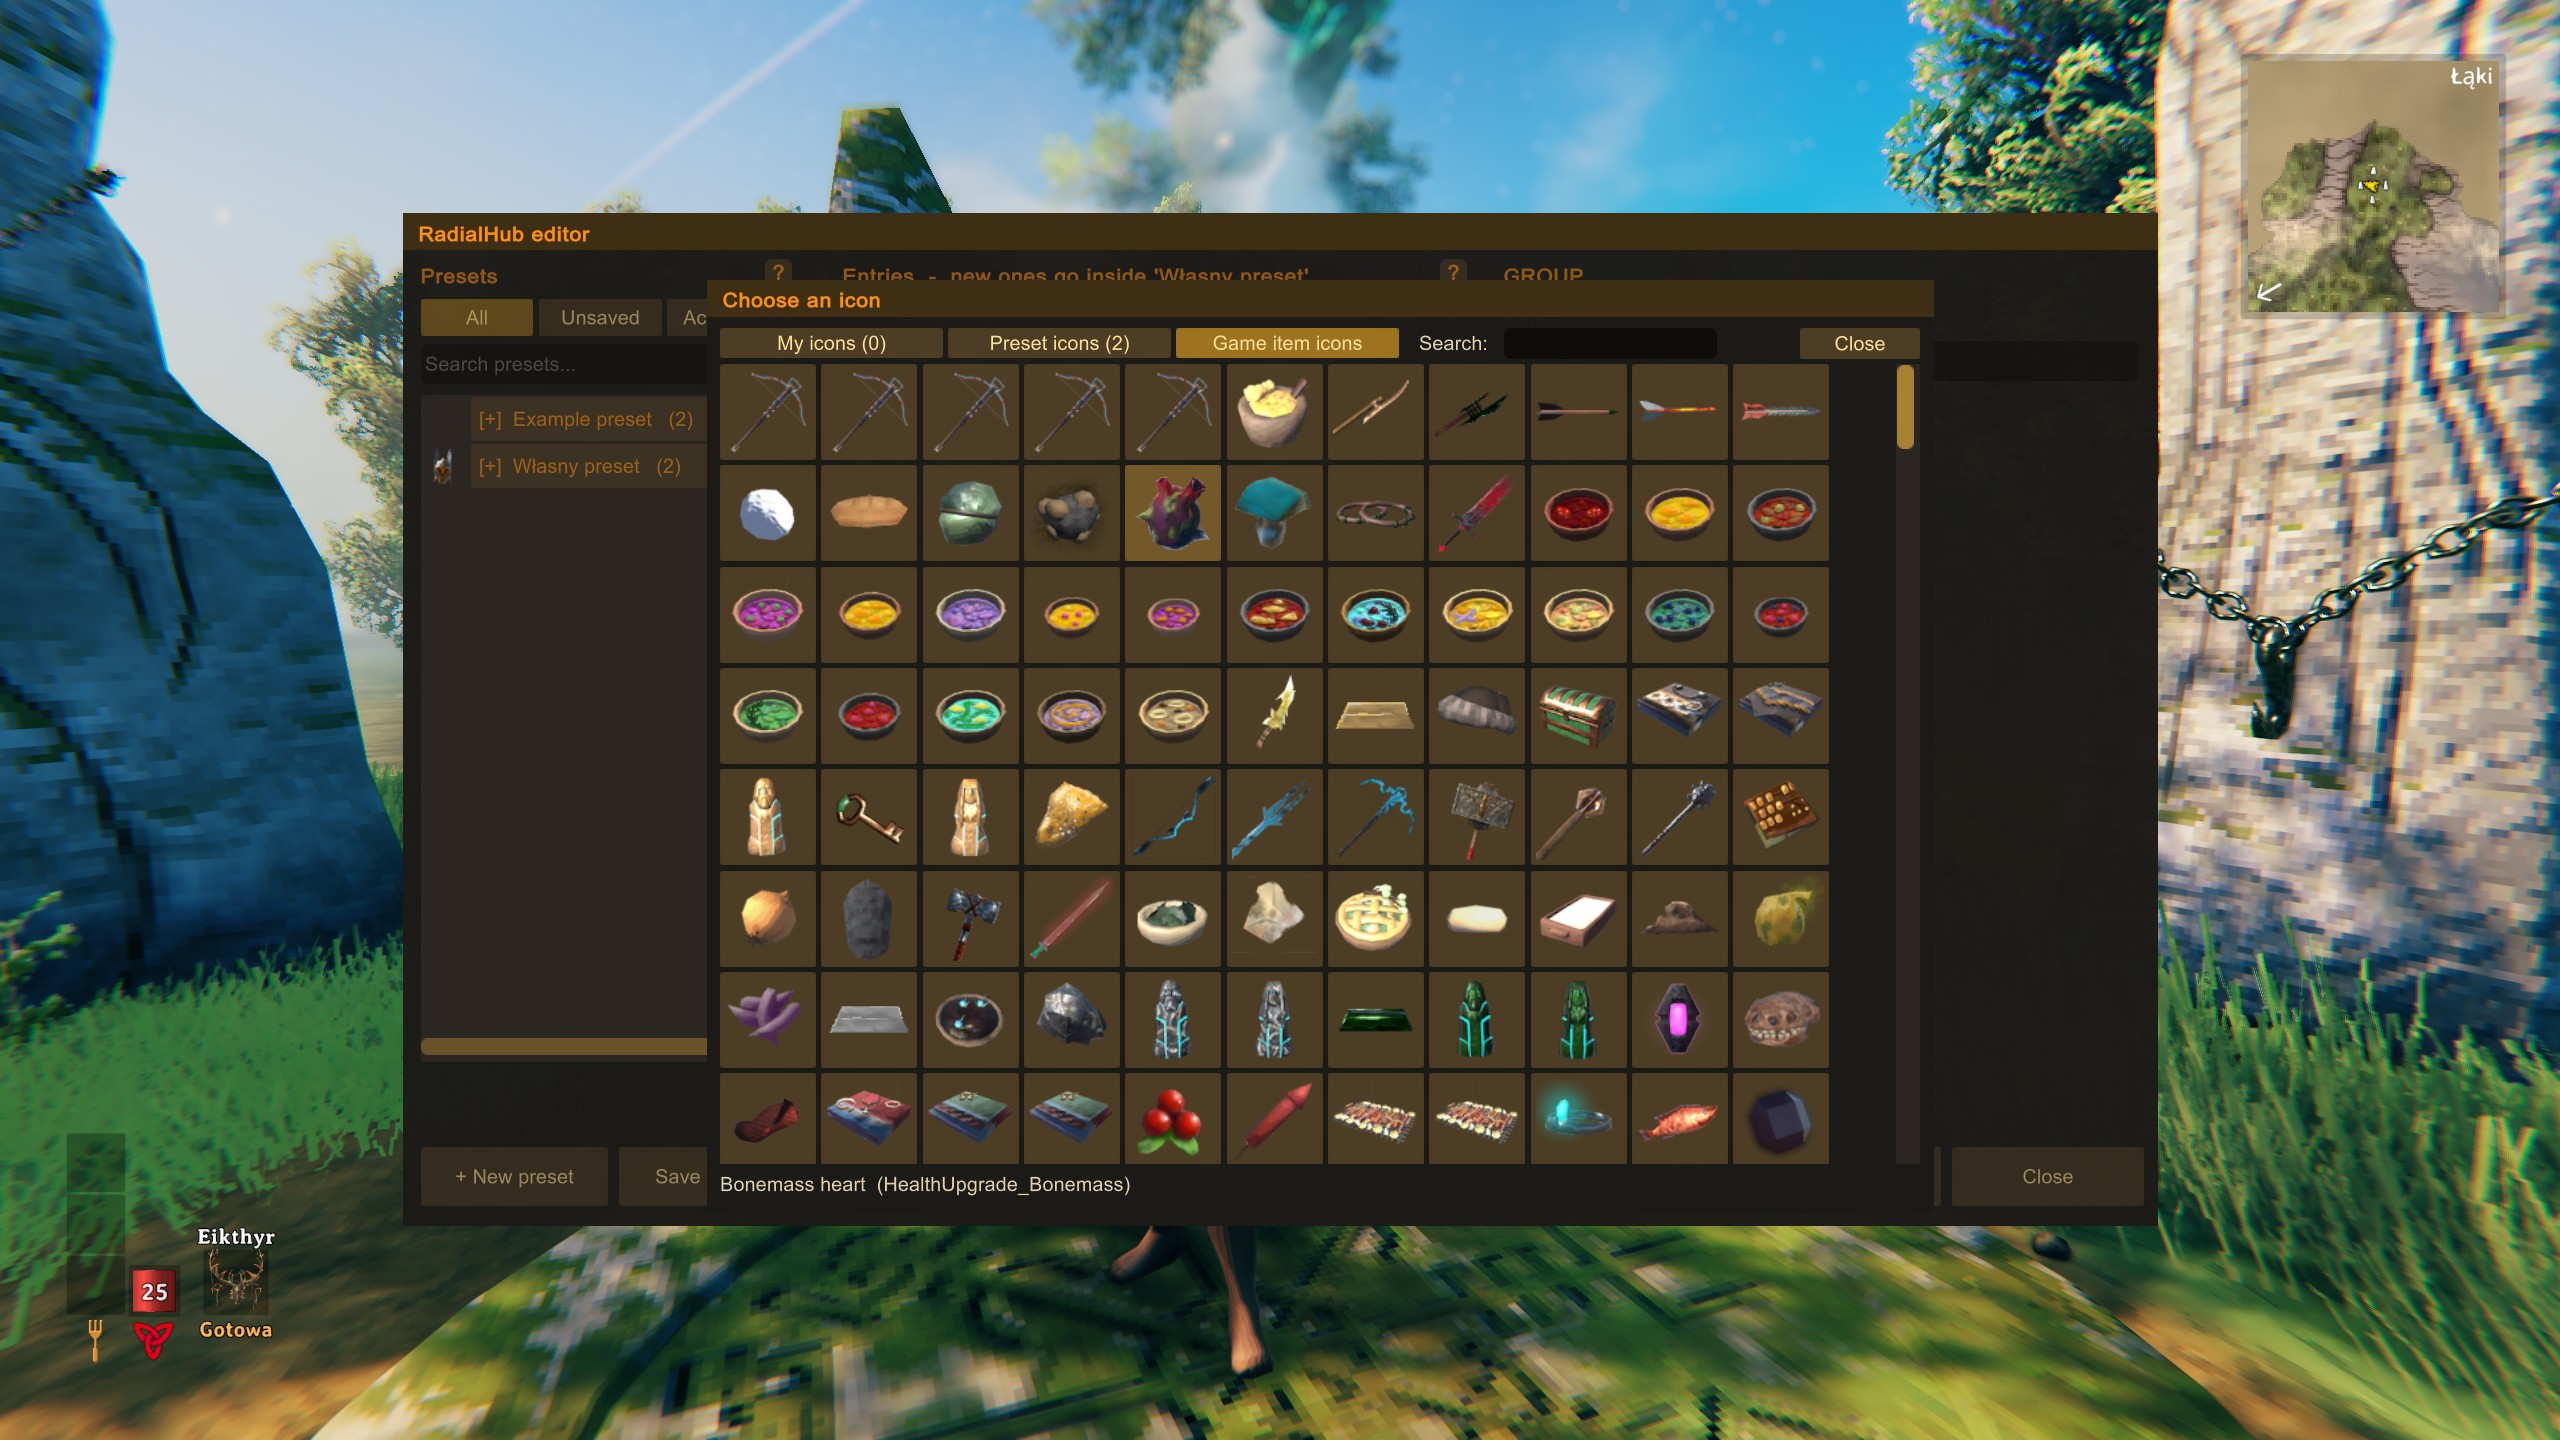 Łąki
RadialHub editor
Presets
?
Entries - new ones go inside 'Własny preset'
?
GROUP
Choose an icon
All
Unsaved
Ac
My icons (0)
Preset icons (2)
Game item icons
Search:
Close
Search presets...
[+] Example preset (2)
[+] Własny preset (2)
+ New preset
Save
Bonemass heart (HealthUpgrade_Bonemass)
Close
Eikthyr
25
Gotowa